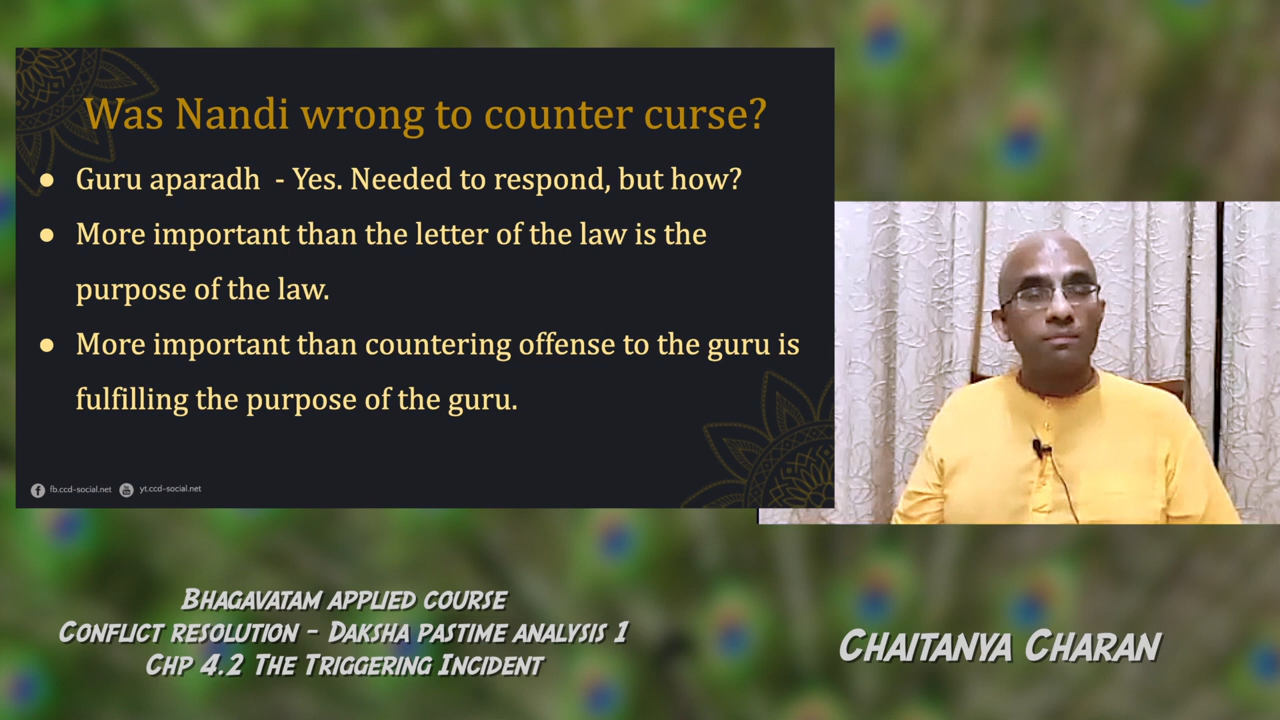 Was Nandi wrong to counter curse?
● Guru aparadh - Yes. Needed to respond, but how?
● More important than the letter of the law is the
purpose of the law.
● More important than countering offense to the guru is
fulfilling the purpose of the guru.
fb.ccd-social.net yt.ccd-social.net
BHAGAVATAM APPLIED COURSE
CONFLICT RESOLUTION - DAKSHA PASTIME ANALYSIS 1
CHP 4.2 THE TRIGGERING INCIDENT
CHAITANYA CHARAN